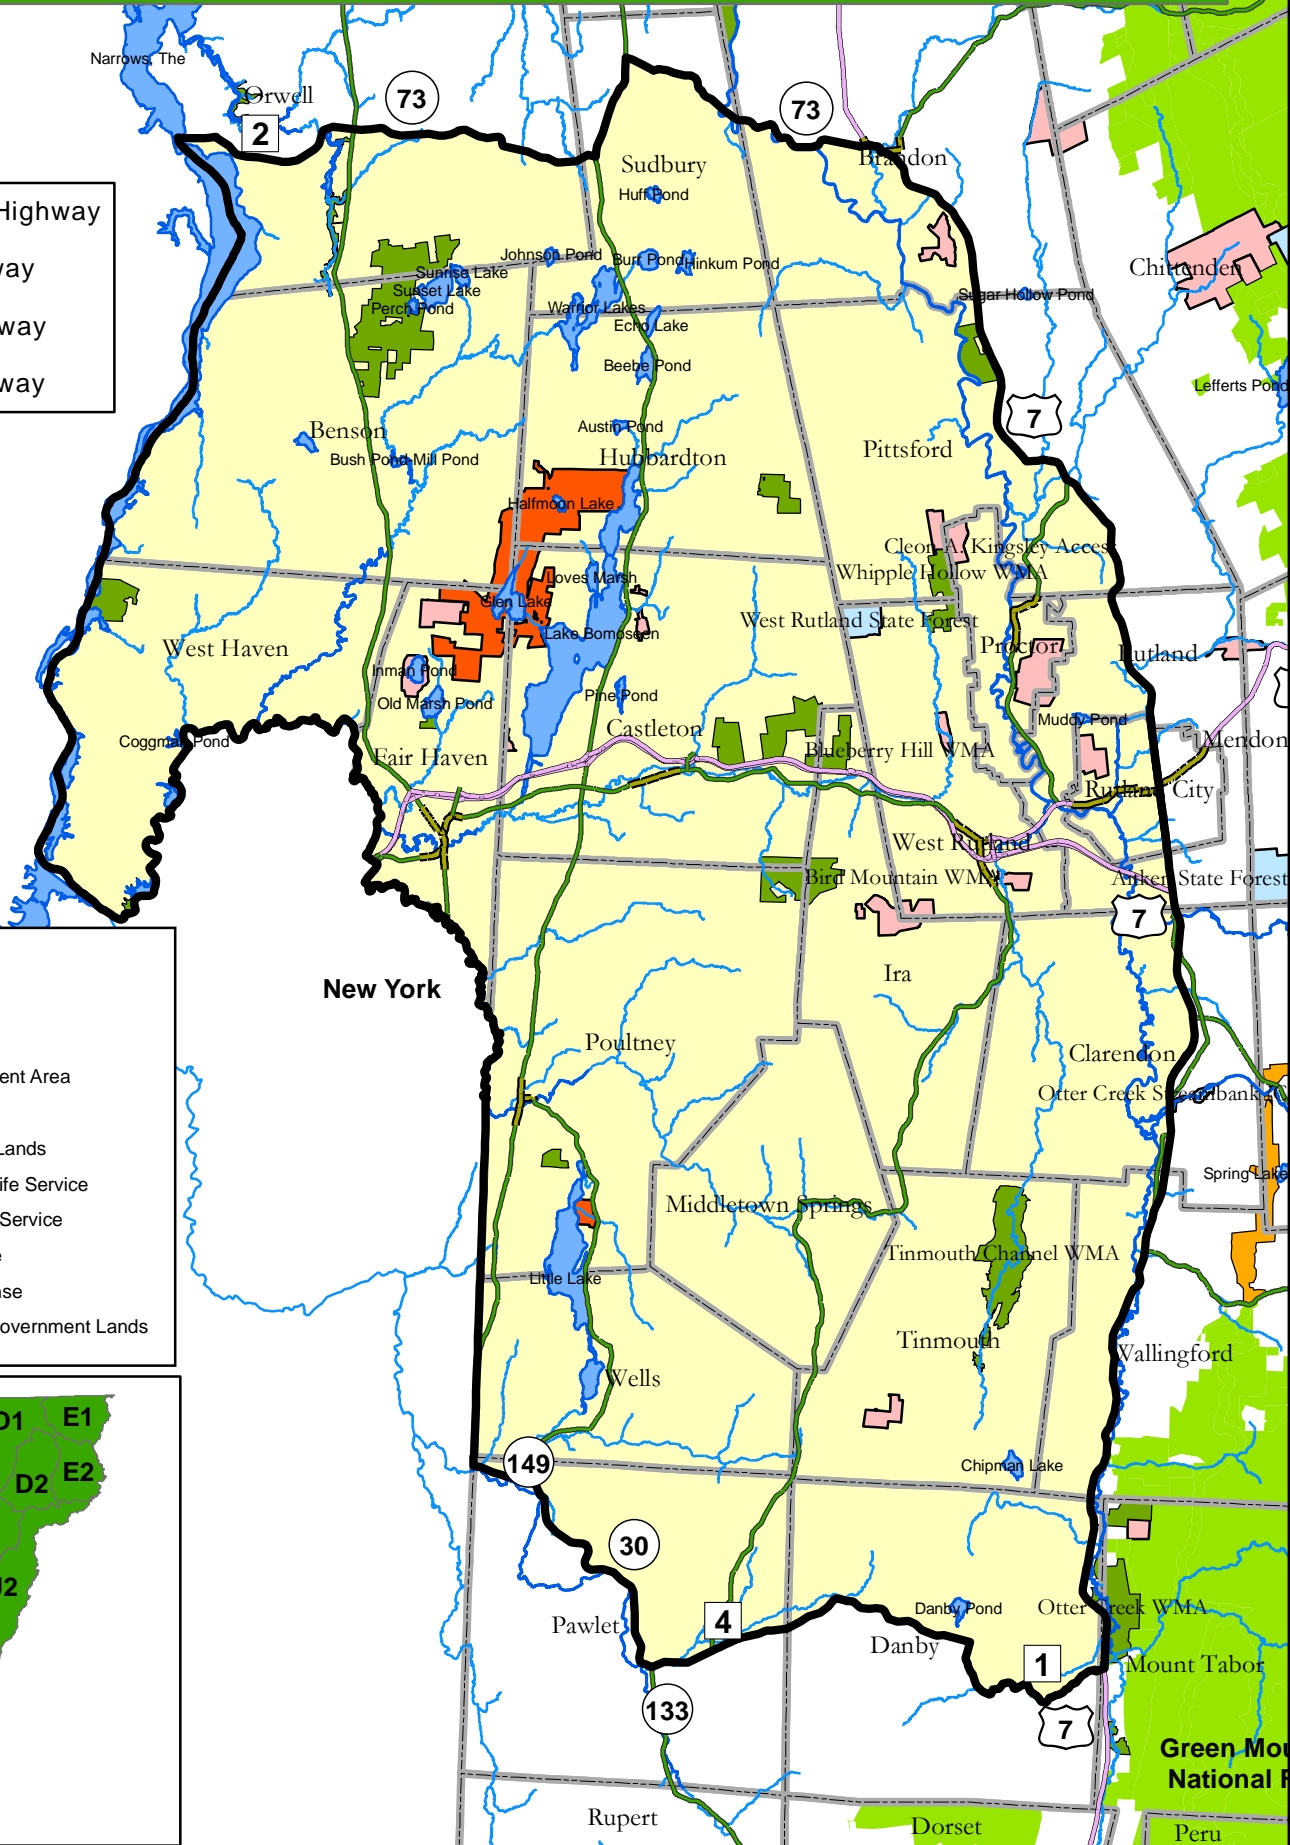 Narrows, The
Orwell
73
2
73
Brandon
Sudbury
Huff Pond
Highway
way
way
way
Johnson Pond
Burr Pond
Hinkum Pond
Chittenden
Sunrise Lake
Sunset Lake
Perch Pond
Warrior Lakes
Echo Lake
Sugar Hollow Pond
Beebe Pond
Lefferts Pond
7
Benson
Austin Pond
Bush Pond-Mill Pond
Hubbardton
Pittsford
Halfmoon Lake
Cleon A. Kingsley Access
Whipple Hollow WMA
Loves Marsh
Glen Lake
West Rutland State Forest
Lake Bomoseen
West Haven
Proctor
Rutland
Inman Pond
Old Marsh Pond
Pine Pond
Muddy Pond
Coggman Pond
Castleton
Mendon
Fair Haven
Blueberry Hill WMA
Rutland City
West Rutland
Bird Mountain WMA
Aitken State Forest
7
New York
Ira
Poultney
Clarendon
ent Area
Otter Creek Streambank
Lands
ife Service
Service
e
nse
overnment Lands
Spring Lake
Middletown Springs
Tinmouth Channel WMA
Little Lake
Tinmouth
Wallingford
Wells
D1
E1
D2
E2
J2
149
Chipman Lake
30
Pawlet
4
Danby Pond
Otter Creek WMA
Danby
1
Mount Tabor
133
7
Green Mou
National F
Rupert
Dorset
Peru